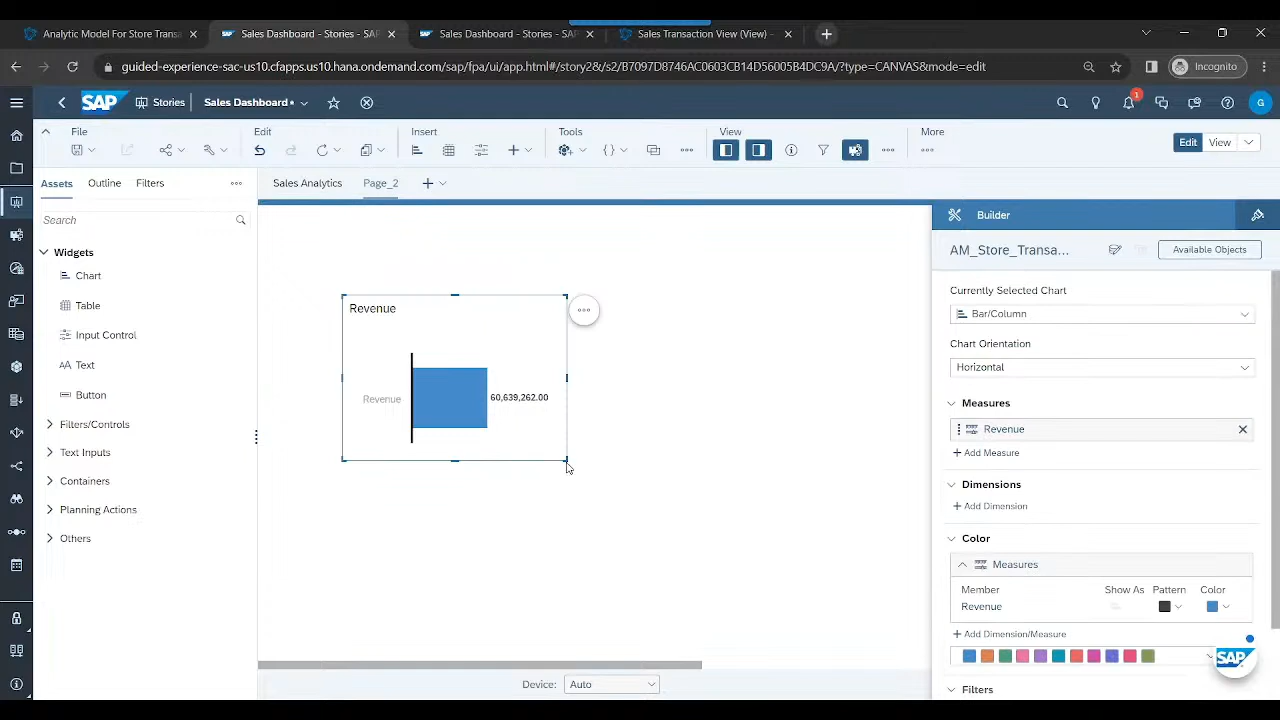 Analytic Model For Store Transa
Sales Dashboard - Stories - SAP
Sales Dashboard - Stories - SAP
Sales Transaction View (View) -
guided-experience-sac-us10.cfapps.us10.hana.ondemand.com/sap/fpa/ui/app.html#/story2&/s2/B7097D8746AC0603CB14D56005B4DC9A/?type=CANVAS&mode=edit
Incognito
SAP
Stories
Sales Dashboard
1
G
File
Edit
Insert
Tools
View
More
Edit
View
Assets
Outline
Filters
Sales Analytics
Page_2
Search
Widgets
Chart
Table
Input Control
Text
Button
Filters/Controls
Text Inputs
Containers
Planning Actions
Others
Revenue
Revenue
60,639,262.00
Device:
Auto
Builder
AM_Store_Transa...
Available Objects
Currently Selected Chart
Bar/Column
Chart Orientation
Horizontal
Measures
Revenue
+ Add Measure
Dimensions
+ Add Dimension
Color
Measures
Member Show As Pattern Color
Revenue
+ Add Dimension/Measure
SAP
Filters